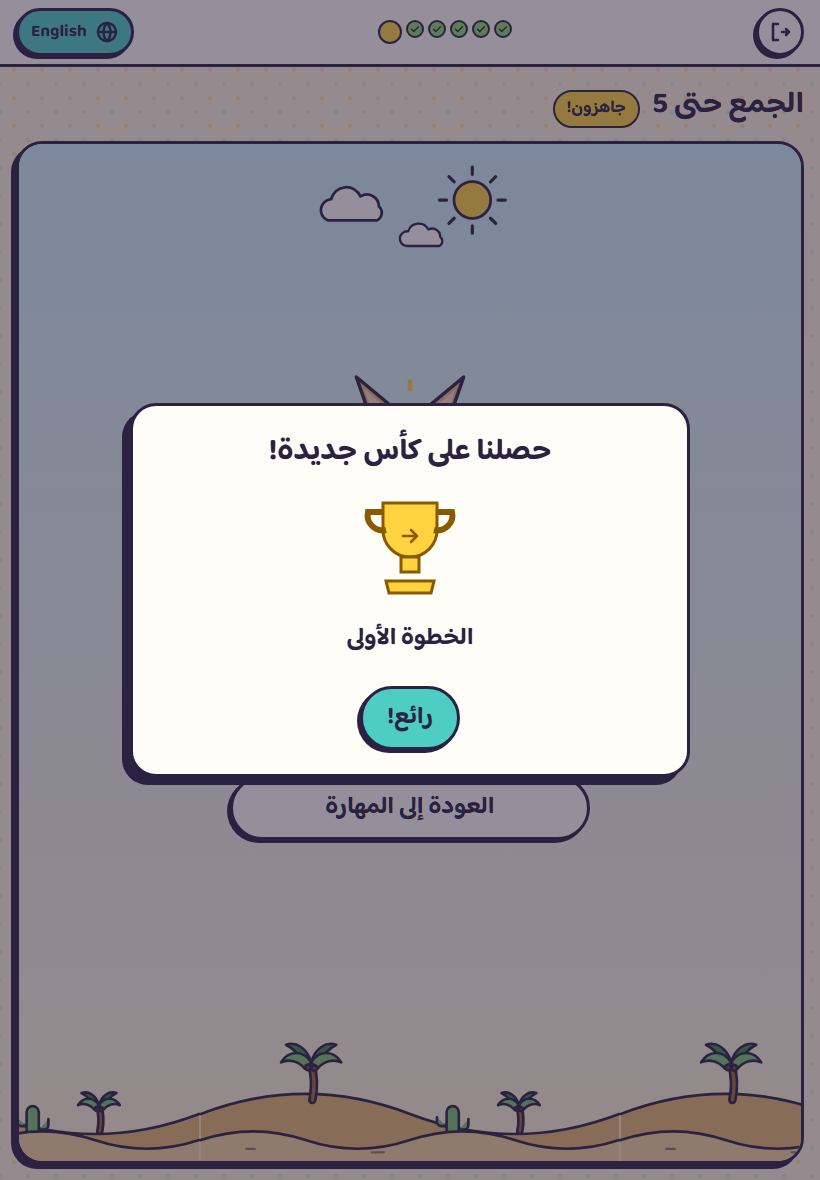 English
الجمع حتى 5
جاهزون!
حصلنا على كأس جديدة!
الخطوة الأولى
رائع!
العودة إلى المهارة